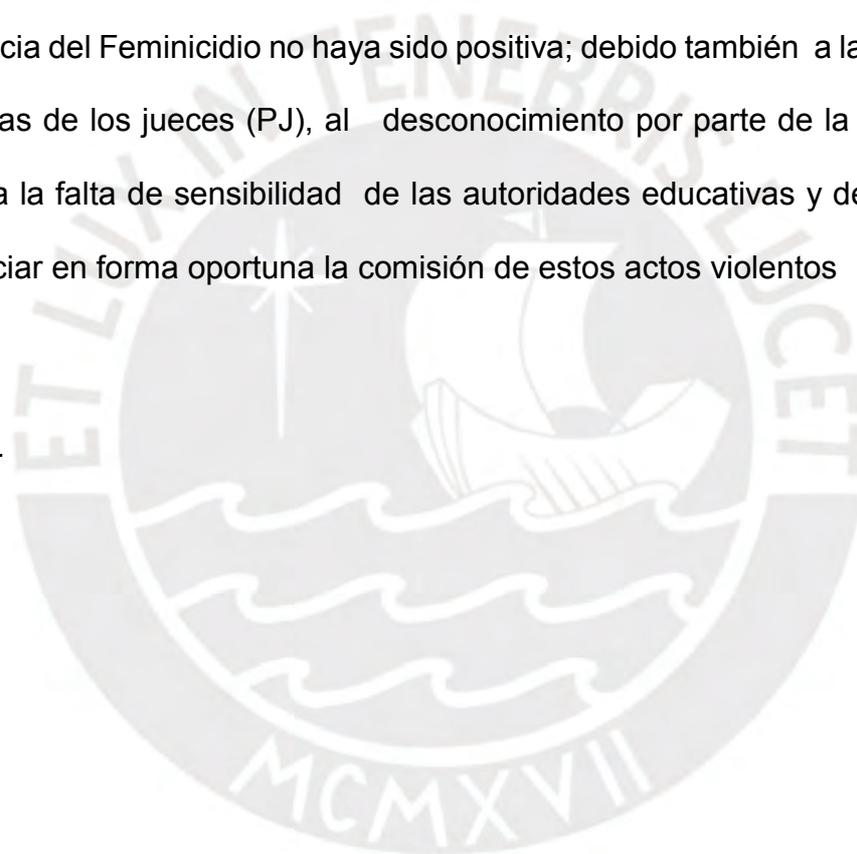 cia del Feminicidio no haya sido positiva; debido también a la
as de los jueces (PJ), al desconocimiento por parte de la
a la falta de sensibilidad de las autoridades educativas y de
ciar en forma oportuna la comisión de estos actos violentos
.
ET LUX IN TENEBRIS LUCET
MCMXVII